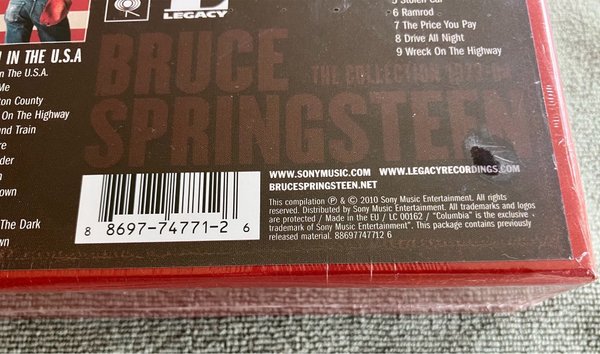 LEGACY
N IN THE U.S.A
n The U.S.A.
Me
ton County
On The Highway
and Train
re
der
n
own
The Dark
wn
5 Stolen Car
6 Ramrod
7 The Price You Pay
8 Drive All Night
9 Wreck On The Highway
BRUCE
THE COLLECTION
SPRINGSTEEN
WWW.SONYMUSIC.COM WWW.LEGACYRECORDINGS.COM
BRUCESPRINGSTEEN.NET
This compilation ℗ & © 2010 Sony Music Entertainment. All rights
reserved. Distributed by Sony Music Entertainment. All trademarks and logos
are protected / Made in the EU / LC 00162 / "Columbia" is the exclusive
trademark of Sony Music Entertainment". This package contains previously
released material. 88697747712 6
8 8697-74771-2 6